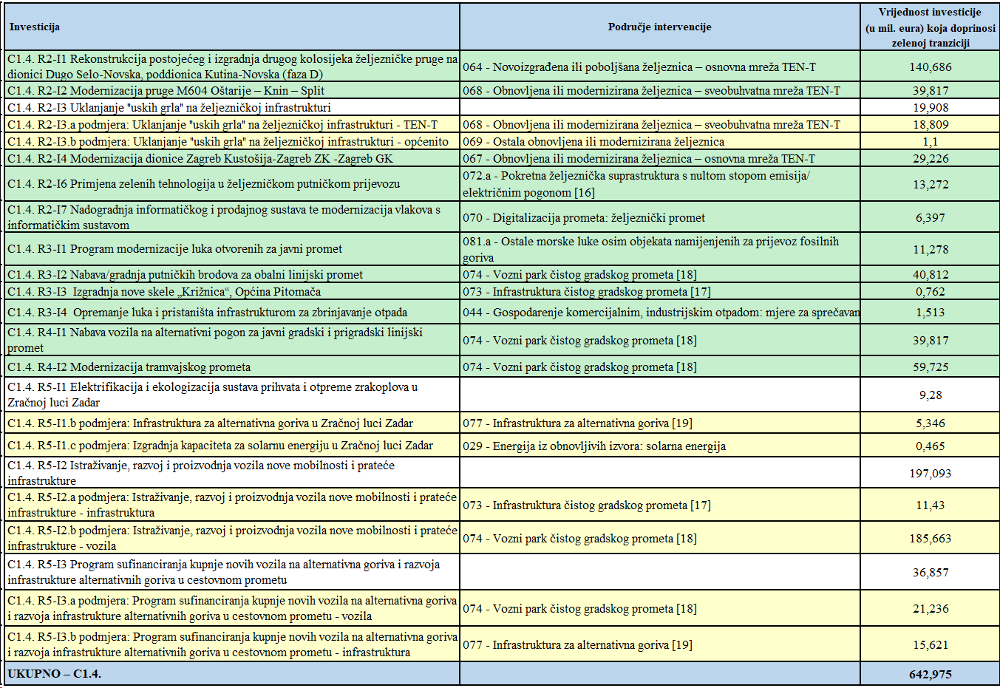 Investicija
Područje intervencije
Vrijednost investicije
(u mil. eura) koja doprinosi
zelenoj tranziciji
C1.4. R2-I1 Rekonstrukcija postojećeg i izgradnja drugog kolosijeka željezničke pruge na
dionici Dugo Selo-Novska, poddionica Kutina-Novska (faza D)
064 - Novoizgrađena ili poboljšana željeznica – osnovna mreža TEN-T
140,686
C1.4. R2-I2 Modernizacija pruge M604 Oštarije – Knin – Split
068 - Obnovljena ili modernizirana željeznica – sveobuhvatna mreža TEN-T
39,817
C1.4. R2-I3 Uklanjanje "uskih grla" na željezničkoj infrastrukturi
19,908
C1.4. R2-I3.a podmjera: Uklanjanje "uskih grla" na željezničkoj infrastrukturi - TEN-T
068 - Obnovljena ili modernizirana željeznica – sveobuhvatna mreža TEN-T
18,809
C1.4. R2-I3.b podmjera: Uklanjanje "uskih grla" na željezničkoj infrastrukturi - općenito
069 - Ostala obnovljena ili modernizirana željeznica
1,1
C1.4. R2-I4 Modernizacija dionice Zagreb Kustošija-Zagreb ZK -Zagreb GK
067 - Obnovljena ili modernizirana željeznica – osnovna mreža TEN-T
29,226
C1.4. R2-I6 Primjena zelenih tehnologija u željezničkom putničkom prijevozu
072.a - Pokretna željeznička suprastruktura s nultom stopom emisija/
električnim pogonom [16]
13,272
C1.4. R2-I7 Nadogradnja informatičkog i prodajnog sustava te modernizacija vlakova s
informatičkim sustavom
070 - Digitalizacija prometa: željeznički promet
6,397
C1.4. R3-I1 Program modernizacije luka otvorenih za javni promet
081.a - Ostale morske luke osim objekata namijenjenih za prijevoz fosilnih
goriva
11,278
C1.4. R3-I2 Nabava/gradnja putničkih brodova za obalni linijski promet
074 - Vozni park čistog gradskog prometa [18]
40,812
C1.4. R3-I3  Izgradnja nove skele „Križnica“, Općina Pitomača
073 - Infrastruktura čistog gradskog prometa [17]
0,762
C1.4. R3-I4  Opremanje luka i pristaništa infrastrukturom za zbrinjavanje otpada
044 - Gospodarenje komercijalnim, industrijskim otpadom: mjere za sprečavan
1,513
C1.4. R4-I1 Nabava vozila na alternativni pogon za javni gradski i prigradski linijski
promet
074 - Vozni park čistog gradskog prometa [18]
39,817
C1.4. R4-I2 Modernizacija tramvajskog prometa
074 - Vozni park čistog gradskog prometa [18]
59,725
C1.4. R5-I1 Elektrifikacija i ekologizacija sustava prihvata i otpreme zrakoplova u
Zračnoj luci Zadar
9,28
C1.4. R5-I1.b podmjera: Infrastruktura za alternativna goriva u Zračnoj luci Zadar
077 - Infrastruktura za alternativna goriva [19]
5,346
C1.4. R5-I1.c podmjera: Izgradnja kapaciteta za solarnu energiju u Zračnoj luci Zadar
029 - Energija iz obnovljivih izvora: solarna energija
0,465
C1.4. R5-I2 Istraživanje, razvoj i proizvodnja vozila nove mobilnosti i prateće
infrastrukture
197,093
C1.4. R5-I2.a podmjera: Istraživanje, razvoj i proizvodnja vozila nove mobilnosti i prateće
infrastrukture - infrastruktura
073 - Infrastruktura čistog gradskog prometa [17]
11,43
C1.4. R5-I2.b podmjera: Istraživanje, razvoj i proizvodnja vozila nove mobilnosti i prateće
infrastrukture - vozila
074 - Vozni park čistog gradskog prometa [18]
185,663
C1.4. R5-I3 Program sufinanciranja kupnje novih vozila na alternativna goriva i razvoja
infrastrukture alternativnih goriva u cestovnom prometu
36,857
C1.4. R5-I3.a podmjera: Program sufinanciranja kupnje novih vozila na alternativna goriva
i razvoja infrastrukture alternativnih goriva u cestovnom prometu - vozila
074 - Vozni park čistog gradskog prometa [18]
21,236
C1.4. R5-I3.b podmjera: Program sufinanciranja kupnje novih vozila na alternativna goriva
i razvoja infrastrukture alternativnih goriva u cestovnom prometu - infrastruktura
077 - Infrastruktura za alternativna goriva [19]
15,621
UKUPNO – C1.4.
642,975